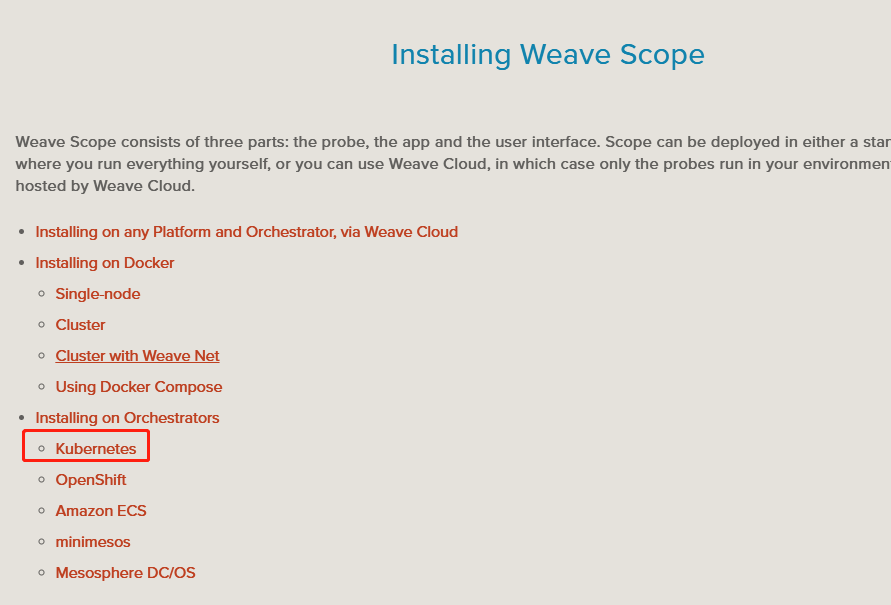 Installing Weave Scope
Weave Scope consists of three parts: the probe, the app and the user interface. Scope can be deployed in either a
where you run everything yourself, or you can use Weave Cloud, in which case only the probes run in your
hosted by Weave Cloud.
Installing on any Platform and Orchestrator, via Weave Cloud
Installing on Docker
Single-node
Cluster
Cluster with Weave Net
Using Docker Compose
Installing on Orchestrators
Kubernetes
OpenShift
Amazon ECS
minimesos
Mesosphere DC/OS